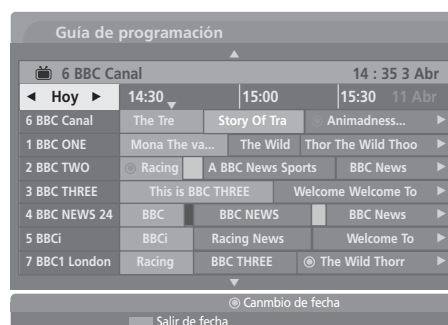 Guía de programación
6 BBC Canal 14 : 35 3 Abr
Hoy 14:30 15:00 15:30 11 Abr
6 BBC Canal The Tre Story Of Tra Animadness...
1 BBC ONE Mona The va... The Wild Thor The Wild Thoo
2 BBC TWO Racing A BBC News Sports BBC News
3 BBC THREE This is BBC THREE Welcome Welcome To
4 BBC NEWS 24 BBC BBC NEWS BBC News
5 BBCi BBCi Racing News Welcome To
7 BBC1 London Racing BBC THREE The Wild Thorr
Canmbio de fecha
Salir de fecha